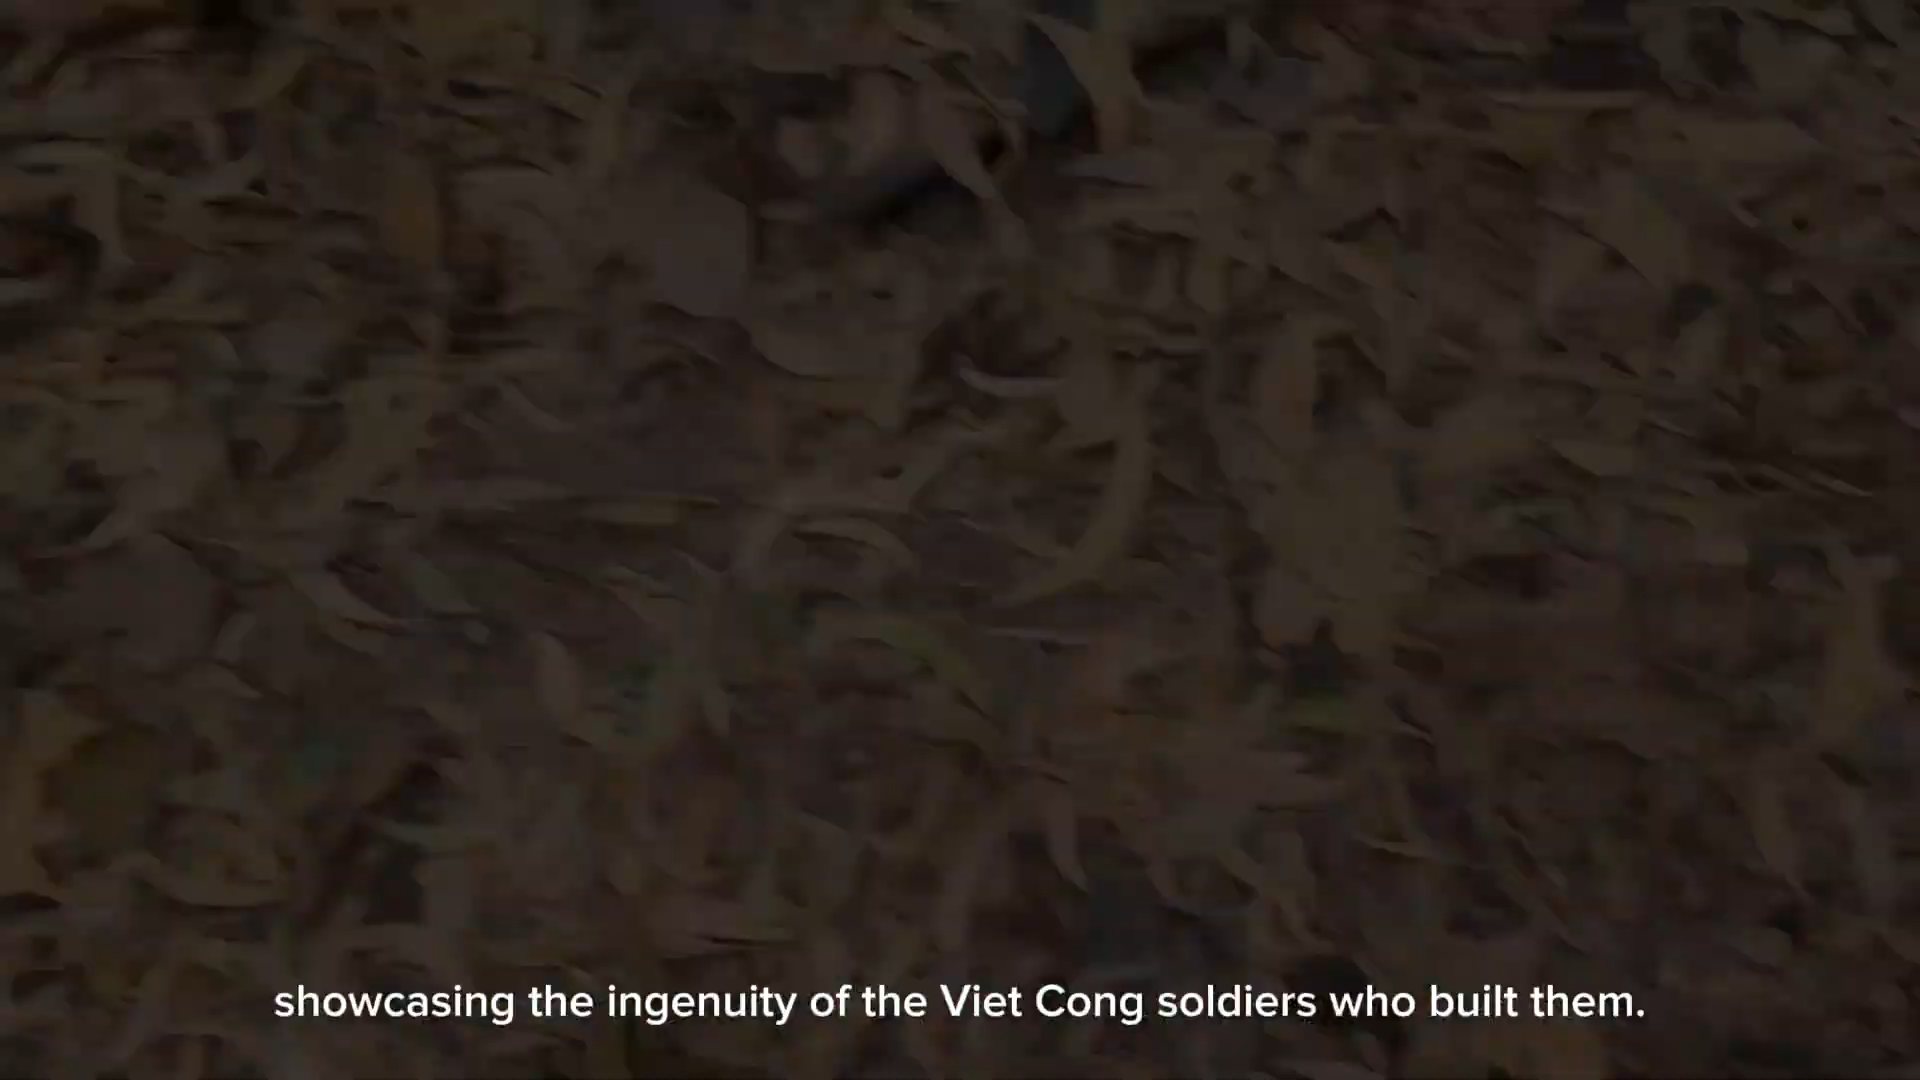 showcasing the ingenuity of the Viet Cong soldiers who built them.